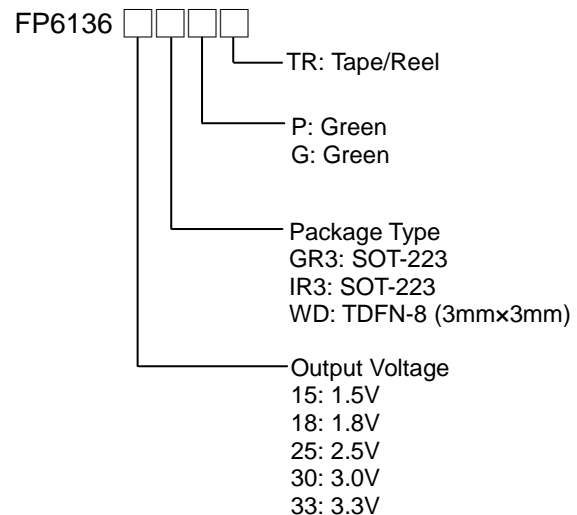 FP6136
TR: Tape/Reel
P: Green
G: Green
Package Type
GR3: SOT-223
IR3: SOT-223
WD: TDFN-8 (3mm×3mm)
Output Voltage
15: 1.5V
18: 1.8V
25: 2.5V
30: 3.0V
33: 3.3V